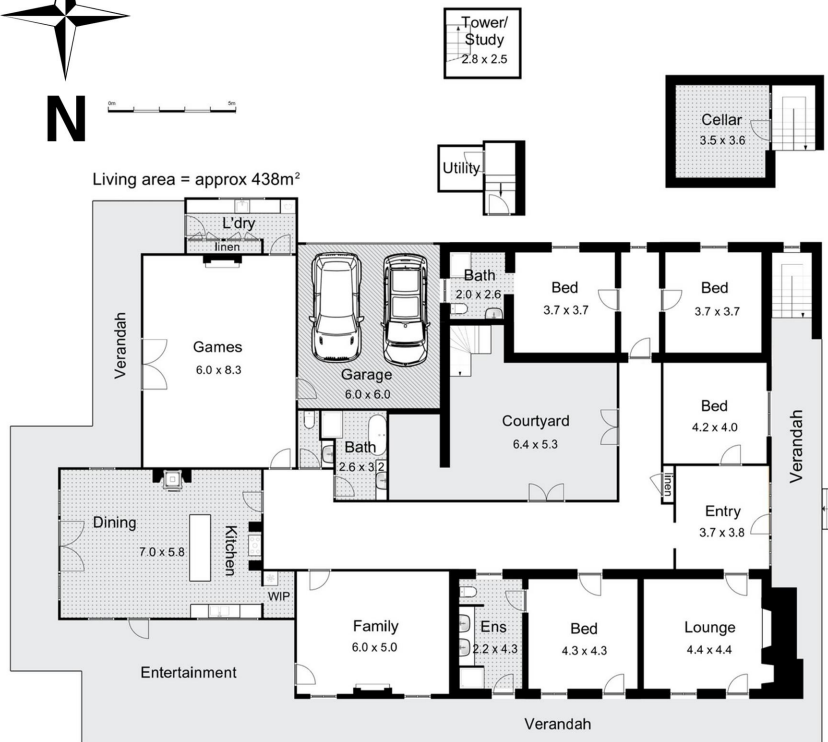 Tower/
Study
2.8 x 2.5
N
0m
5m
Cellar
3.5 x 3.6
Utility
Living area = approx 438m²
L'dry
linen
Bath
2.0 x 2.6
Bed
3.7 x 3.7
Bed
3.7 x 3.7
Verandah
Games
6.0 x 8.3
Garage
6.0 x 6.0
Bed
4.2 x 4.0
Courtyard
6.4 x 5.3
Verandah
Bath
2.6 x 3.2
linen
Entry
3.7 x 3.8
Dining
Kitchen
7.0 x 5.8
WIP
Family
6.0 x 5.0
Ens
2.2 x 4.3
Bed
4.3 x 4.3
Lounge
4.4 x 4.4
Entertainment
Verandah